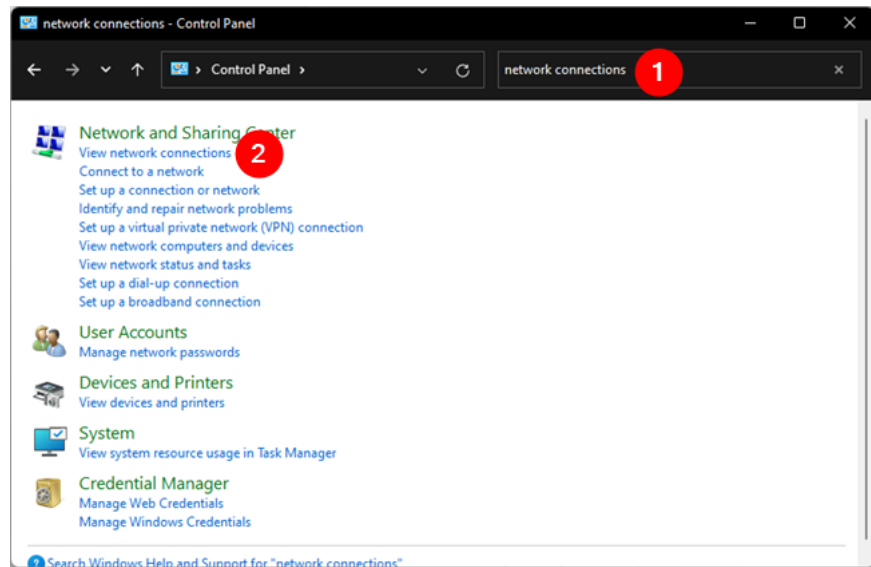 network connections - Control Panel
Control Panel
network connections
1
Network and Sharing Center
View network connections
2
Connect to a network
Set up a connection or network
Identify and repair network problems
Set up a virtual private network (VPN) connection
View network computers and devices
View network status and tasks
Set up a dial-up connection
Set up a broadband connection
User Accounts
Manage network passwords
Devices and Printers
View devices and printers
System
View system resource usage in Task Manager
Credential Manager
Manage Web Credentials
Manage Windows Credentials
Search Windows Help and Support for "network connections"